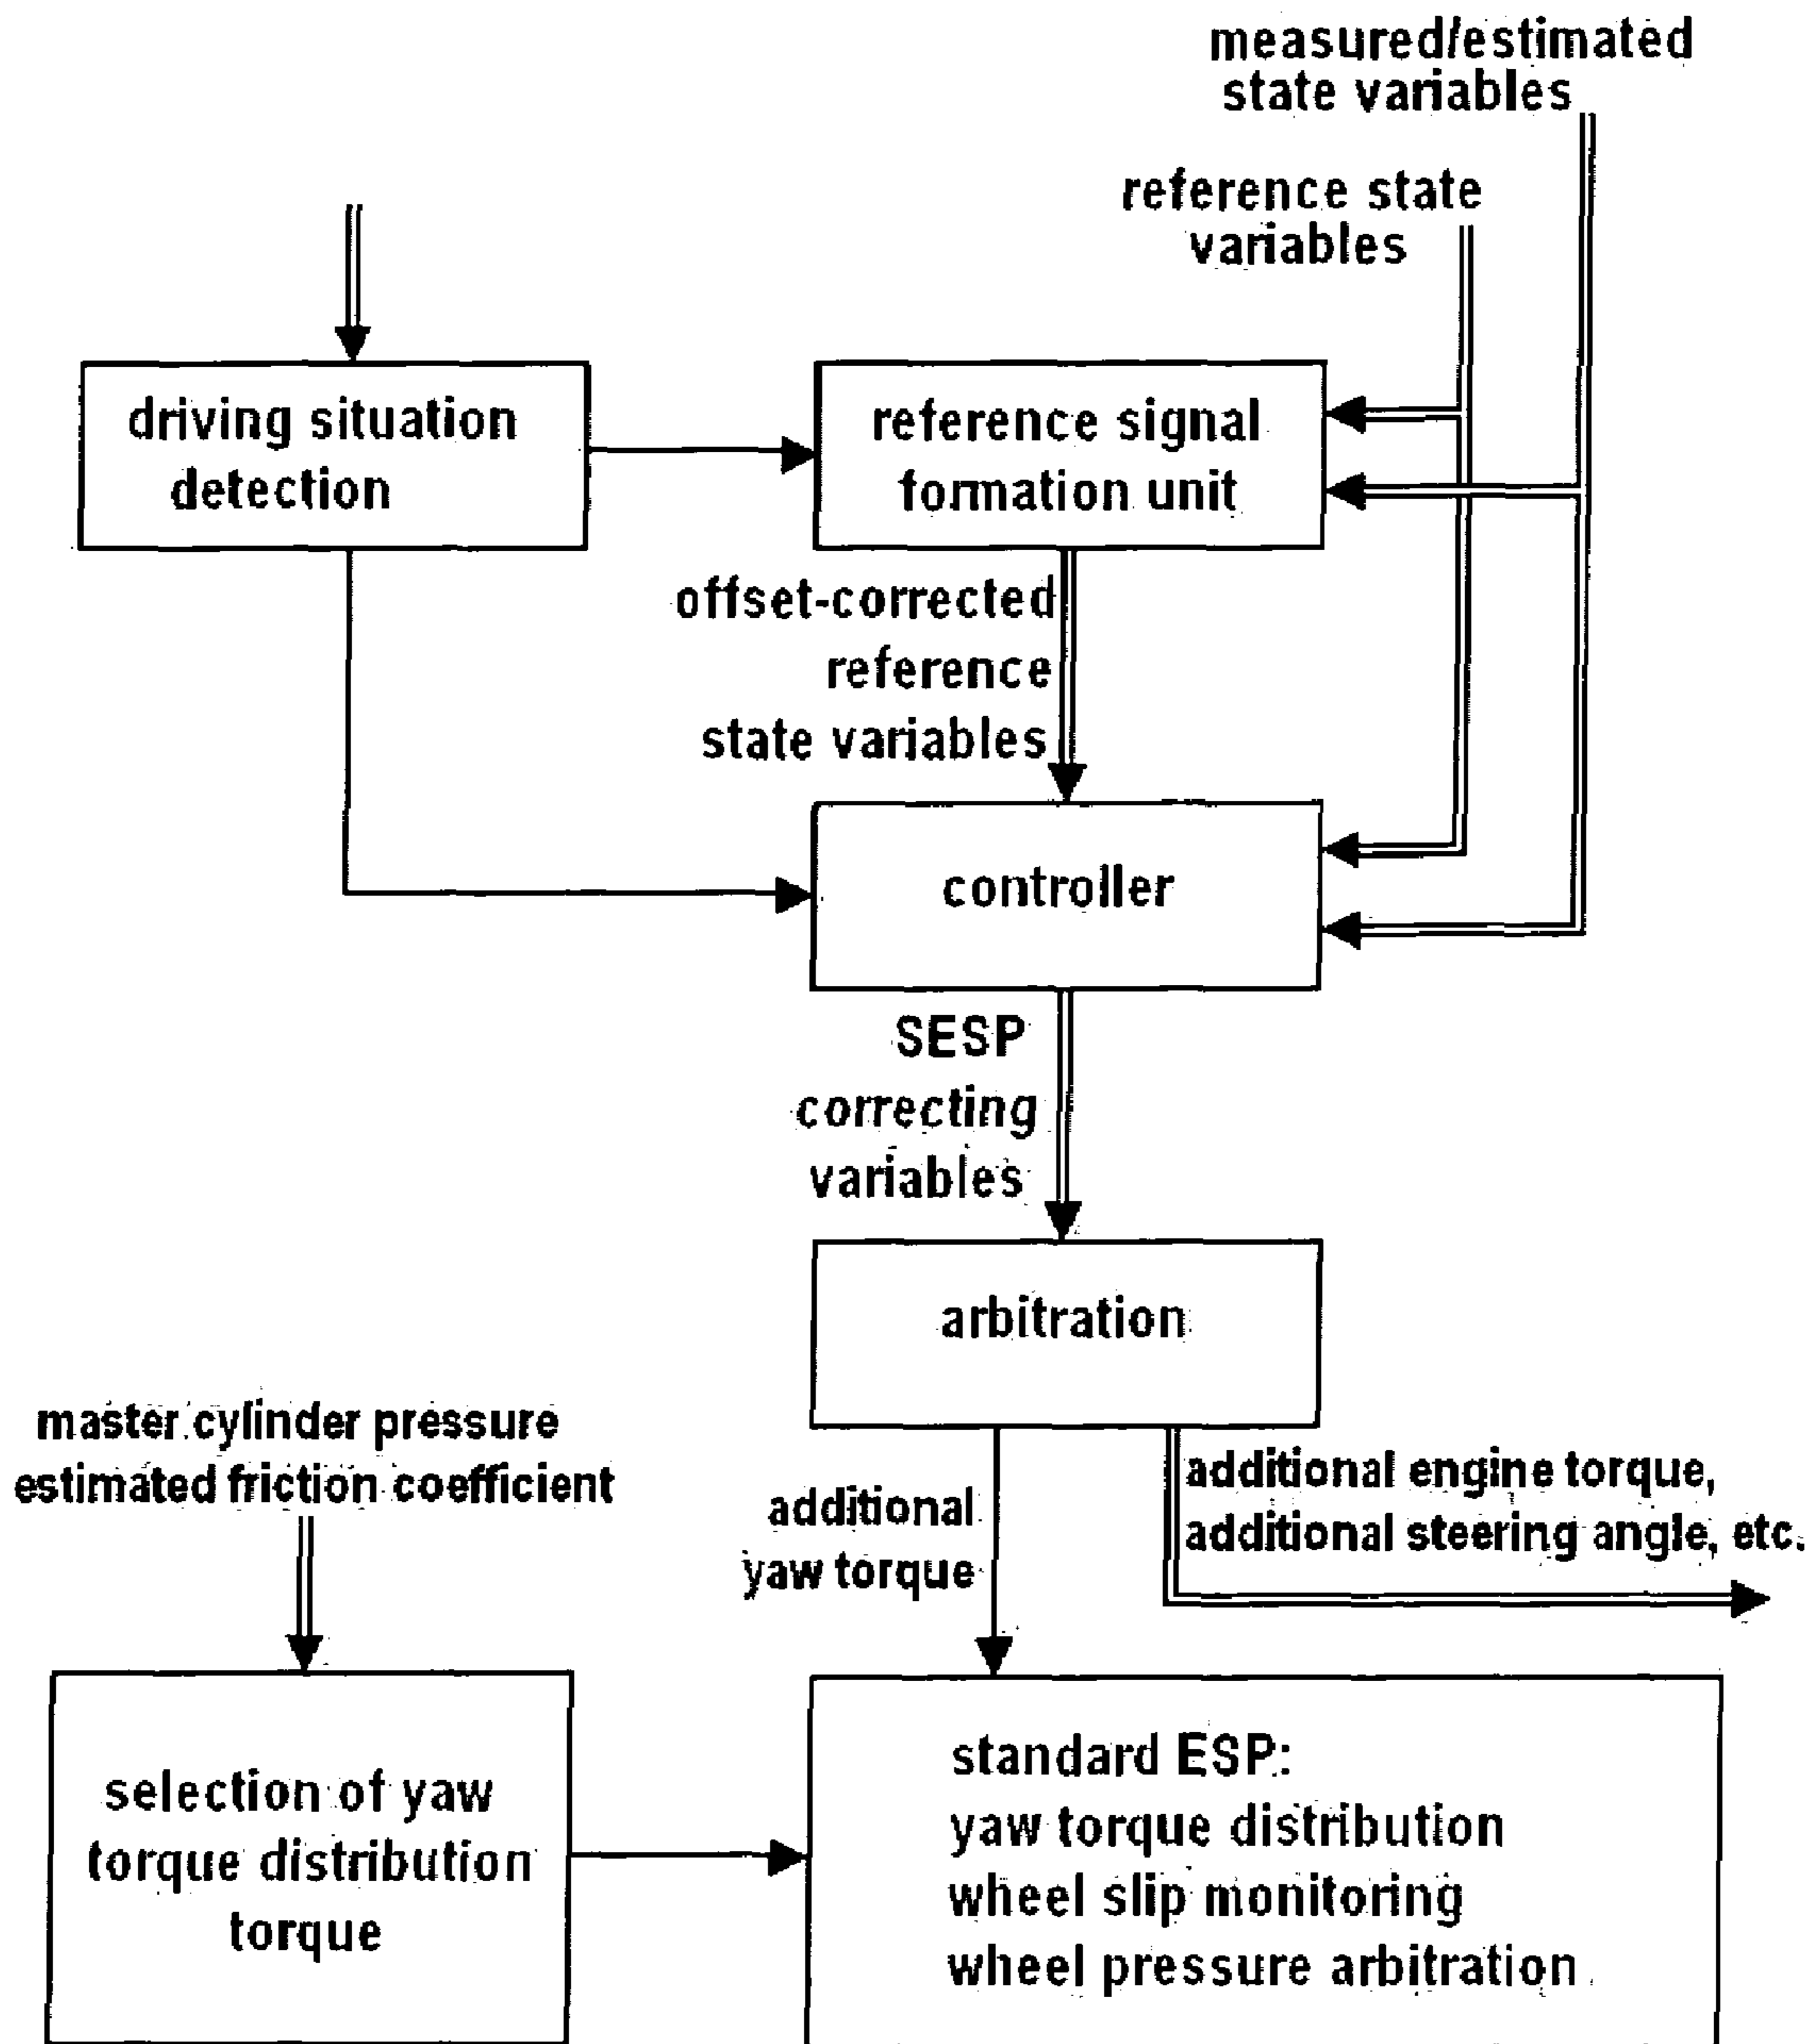 measured/estimated
state variables
reference state
variables
driving situation
detection
reference signal
formation unit
offset-corrected
reference
state variables
controller
SESP
correcting
variables
arbitration
master cylinder pressure
estimated friction coefficient
additional
yaw torque
additional engine torque,
additional steering angle, etc.
selection of yaw
torque distribution
torque
standard ESP:
yaw torque distribution
wheel slip monitoring
wheel pressure arbitration